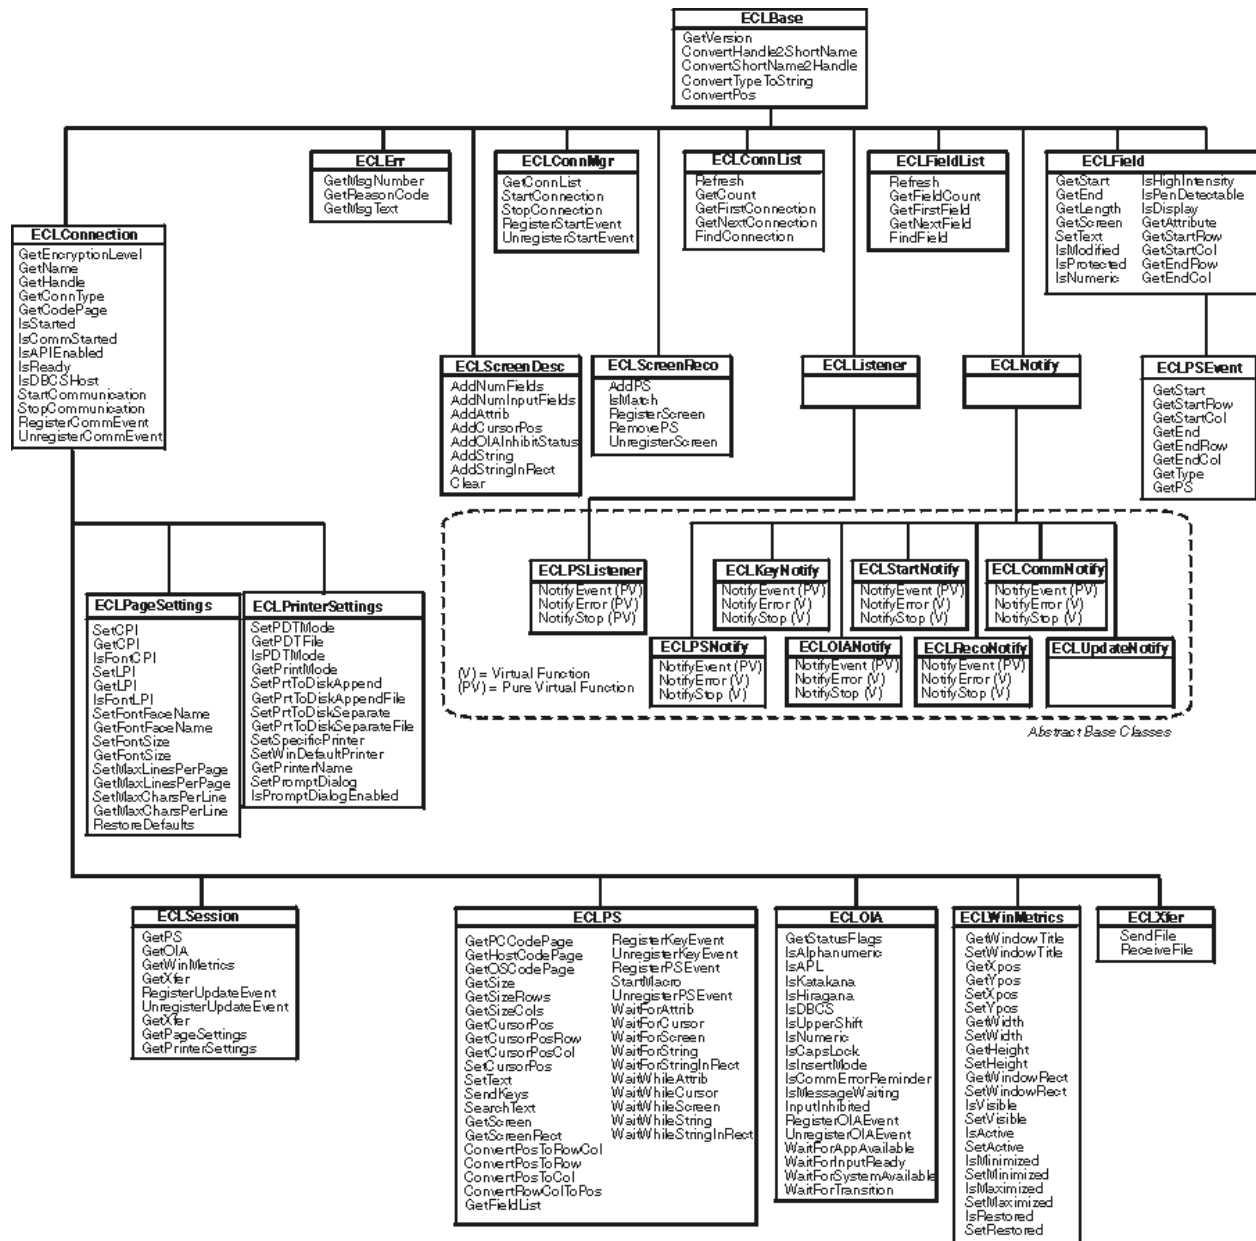 ECLBase
GetVersion
ConvertHandle2ShortName
ConvertShortName2Handle
ConvertTypeToString
ConvertPos
ECLErr
GetMsgNumber
GetReasonCode
GetMsgText
ECLConnMgr
GetConnList
StartConnection
StopConnection
RegisterStartEvent
UnregisterStartEvent
ECLConnList
Refresh
GetCount
GetFirstConnection
GetNextConnection
FindConnection
ECLFieldList
Refresh
GetFieldCount
GetFirstField
GetNextField
FindField
ECLField
GetStart IsHighIntensity
GetEnd IsPenDetectable
GetLength IsDisplay
GetScreen GetAttribute
SetText GetStartRow
IsModified GetStartCol
IsProtected GetEndRow
IsNumeric GetEndCol
ECLConnection
GetEncryptionLevel
GetName
GetHandle
GetConnType
GetCodePage
IsStarted
IsCommStarted
IsAPIEnabled
IsReady
IsDBCSHost
StartCommunication
StopCommunication
RegisterCommEvent
UnregisterCommEvent
ECLScreenDesc
AddNumFields
AddNumInputFields
AddAttrib
AddCursorPos
AddOIAInhibitStatus
AddString
AddStringInRect
Clear
ECLScreenReco
AddPS
IsMatch
RegisterScreen
RemovePS
UnregisterScreen
ECLListener
ECLNotify
ECLPSEvent
GetStart
GetStartRow
GetStartCol
GetEnd
GetEndRow
GetEndCol
GetType
GetPS
ECLPSListener
NotifyEvent (PV)
NotifyError (PV)
NotifyStop (PV)
ECLKeyNotify
NotifyEvent (PV)
NotifyError (V)
NotifyStop (V)
ECLStartNotify
NotifyEvent (PV)
NotifyError (V)
NotifyStop (V)
ECLCommNotify
NotifyEvent (PV)
NotifyError (V)
NotifyStop (V)
ECLPSNotify
NotifyEvent (PV)
NotifyError (V)
NotifyStop (V)
ECLOIANotify
NotifyEvent (PV)
NotifyError (V)
NotifyStop (V)
ECLRecoNotify
NotifyEvent (PV)
NotifyError (V)
NotifyStop (V)
ECLUpdateNotify
(V) = Virtual Function
(PV) = Pure Virtual Function
Abstract Base Classes
ECLPageSettings
SetCPI
GetCPI
IsFontCPI
SetLPI
GetLPI
IsFontLPI
SetFontFaceName
GetFontFaceName
SetFontSize
GetFontSize
SetMaxLinesPerPage
GetMaxLinesPerPage
SetMaxCharsPerLine
GetMaxCharsPerLine
RestoreDefaults
ECLPrinterSettings
SetPDTMode
GetPDTFile
IsPDTMode
GetPrintMode
SetPrtToDiskAppend
GetPrtToDiskAppendFile
SetPrtToDiskSeparate
GetPrtToDiskSeparateFile
SetSpecificPrinter
SetWinDefaultPrinter
GetPrinterName
SetPromptDialog
IsPromptDialogEnabled
ECLSession
GetPS
GetOIA
GetWinMetrics
GetXfer
RegisterUpdateEvent
UnregisterUpdateEvent
GetXfer
GetPageSettings
GetPrinterSettings
ECLPS
GetPCCodePage RegisterKeyEvent
GetHostCodePage UnregisterKeyEvent
GetOSCodePage RegisterPSEvent
GetSize StartMacro
GetSizeRows UnregisterPSEvent
GetSizeCols WaitForAttrib
GetCursorPos WaitForCursor
GetCursorPosRow WaitForScreen
GetCursorPosCol WaitForString
SetCursorPos WaitForStringInRect
SetText WaitWhileAttrib
SendKeys WaitWhileCursor
SearchText WaitWhileScreen
GetScreen WaitWhileString
GetScreenRect WaitWhileStringInRect
ConvertPosToRowCol
ConvertPosToRow
ConvertPosToCol
ConvertRowColToPos
GetFieldList
ECLOIA
GetStatusFlags
IsAlphanumeric
IsAPL
IsKatakana
IsHiragana
IsDBCS
IsUpperShift
IsNumeric
IsCapsLock
IsInsertMode
IsCommErrorReminder
IsMessageWaiting
InputInhibited
RegisterOIAEvent
UnregisterOIAEvent
WaitForAppAvailable
WaitForInputReady
WaitForSystemAvailable
WaitForTransition
ECLWinMetrics
GetWindowTitle
SetWindowTitle
GetXpos
GetYpos
SetXpos
SetYpos
GetWidth
SetWidth
GetHeight
SetHeight
GetWindowRect
SetWindowRect
IsVisible
SetVisible
IsActive
SetActive
IsMinimized
SetMinimized
IsMaximized
SetMaximized
IsRestored
SetRestored
ECLXfer
SendFile
ReceiveFile